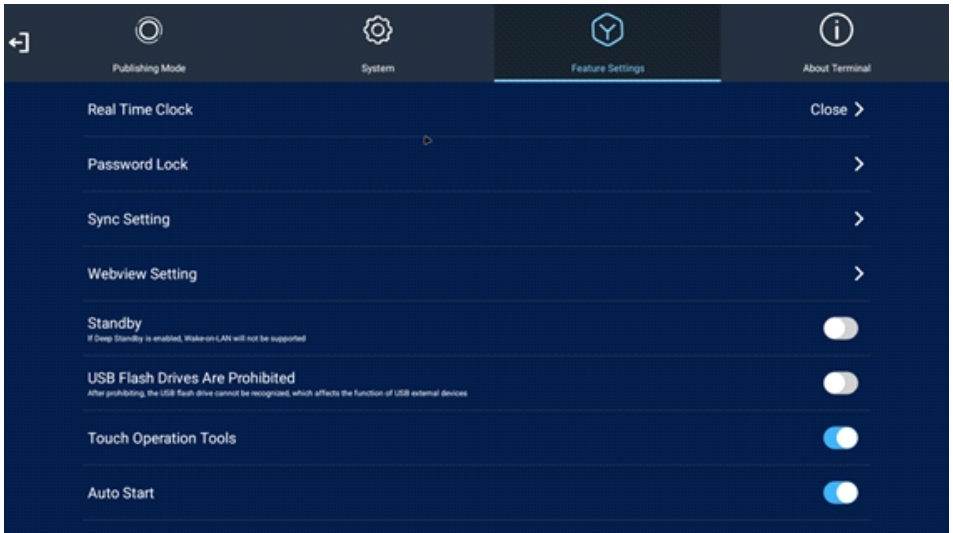 Publishing Mode
System
Feature Settings
About Terminal
Real Time Clock
Close
Password Lock
Sync Setting
Webview Setting
Standby
If Deep Standby is enabled, Wake-on-LAN will not be supported
USB Flash Drives Are Prohibited
After prohibiting, the USB flash drive cannot be recognized, which affects the function of USB external devices
Touch Operation Tools
Auto Start